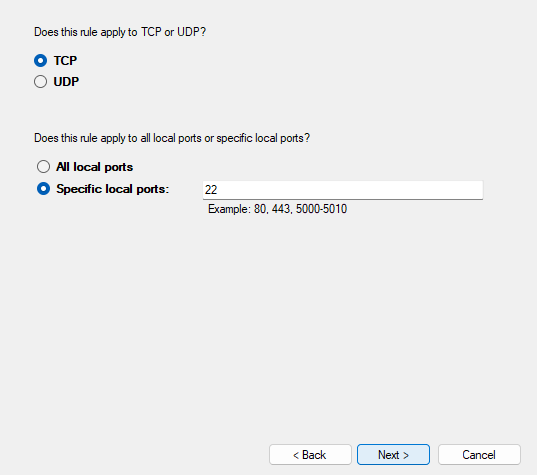 Does this rule apply to TCP or UDP?
TCP
UDP
Does this rule apply to all local ports or specific local ports?
All local ports
Specific local ports: 22
Example: 80, 443, 5000-5010
< Back Next > Cancel